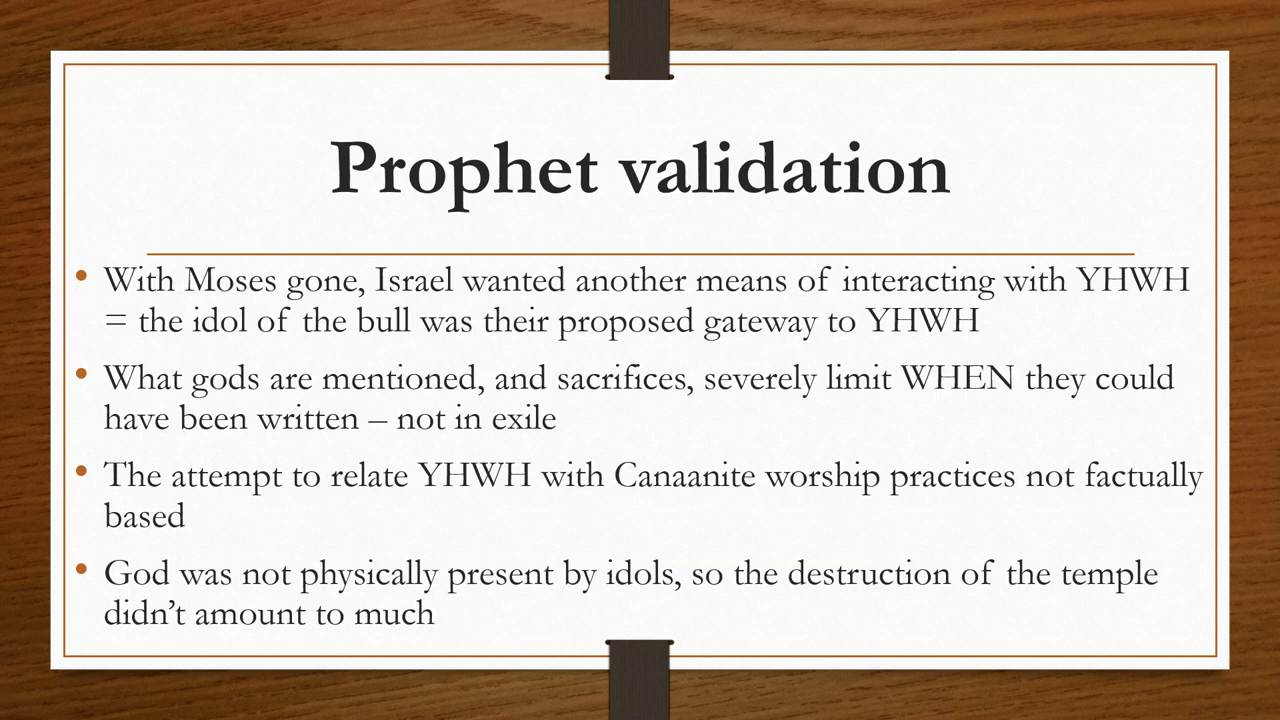 Prophet validation
• With Moses gone, Israel wanted another means of interacting with YHWH
= the idol of the bull was their proposed gateway to YHWH
• What gods are mentioned, and sacrifices, severely limit WHEN they could
have been written – not in exile
• The attempt to relate YHWH with Canaanite worship practices not factually
based
• God was not physically present by idols, so the destruction of the temple
didn’t amount to much